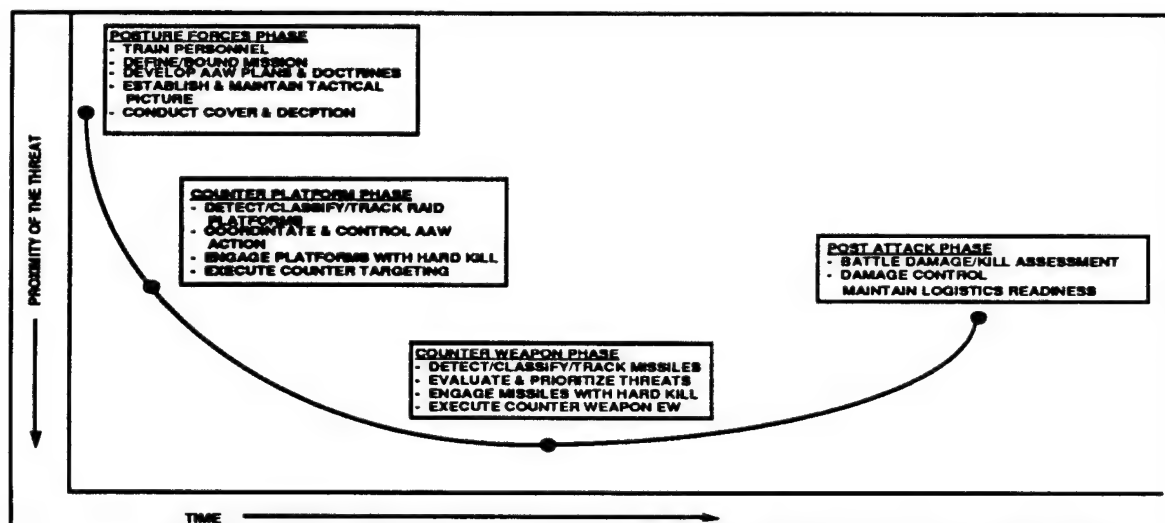 PROXIMITY OF THE THREAT
POSTURE FORCES PHASE
- TRAIN PERSONNEL
- DEFINE/BOUND MISSION
- DEVELOP AAW PLANS & DOCTRINES
- ESTABLISH & MAINTAIN TACTICAL
PICTURE
- CONDUCT COVER & DECPTION
COUNTER PLATFORM PHASE
- DETECT/CLASSIFY/TRACK RAID
PLATFORMS
- COORDINTATE & CONTROL AAW
ACTION
- ENGAGE PLATFORMS WITH HARD KILL
- EXECUTE COUNTER TARGETING
COUNTER WEAPON PHASE
- DETECT/CLASSIFY/TRACK MISSILES
- EVALUATE & PRIORITIZE THREATS
- ENGAGE MISSILES WITH HARD KILL
- EXECUTE COUNTER WEAPON EW
POST ATTACK PHASE
- BATTLE DAMAGE/KILL ASSESSMENT
- DAMAGE CONTROL
MAINTAIN LOGISTICS READINESS
TIME